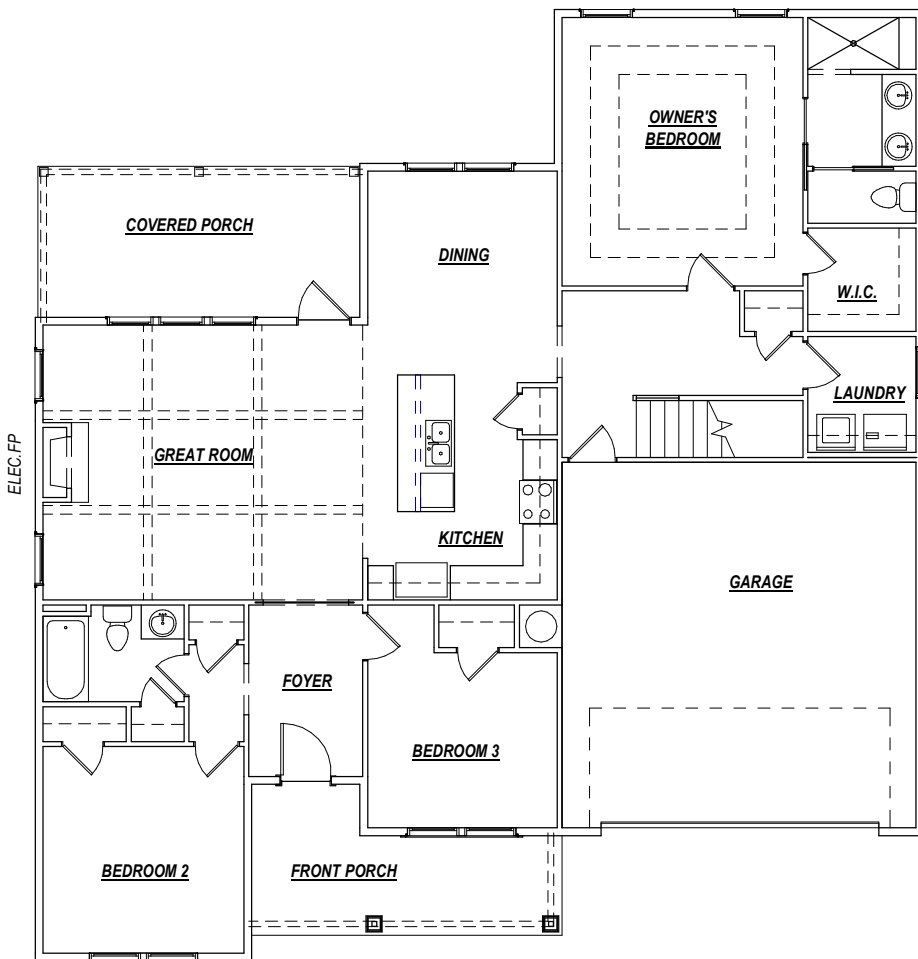 OWNER'S
BEDROOM
COVERED PORCH
DINING
W.I.C.
LAUNDRY
ELEC.FP
GREAT ROOM
KITCHEN
GARAGE
FOYER
BEDROOM 3
BEDROOM 2
FRONT PORCH